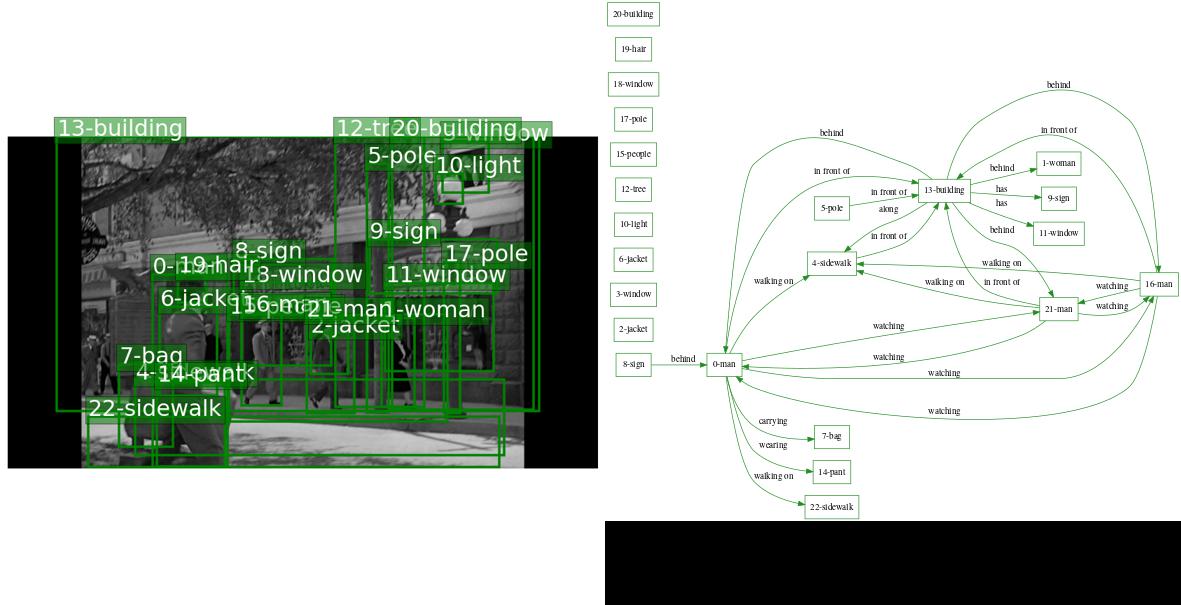 13-building
12-tree
20-building
window
5-pole
10-light
9-sign
8-sign
17-pole
0-man
19-hair
3-window
11-window
6-jacket
16-man
21-man
1-woman
2-jacket
7-bag
4-sidewalk
14-pant
22-sidewalk
20-building
19-hair
18-window
17-pole
15-people
12-tree
10-light
6-jacket
3-window
2-jacket
8-sign
behind
0-man
behind
in front of
walking on
5-pole
in front of
along
in front of
4-sidewalk
13-building
behind
in front of
behind
1-woman
has
9-sign
has
11-window
behind
walking on
walking on
in front of
16-man
watching
watching
21-man
watching
watching
watching
watching
carrying
7-bag
wearing
14-pant
walking on
22-sidewalk